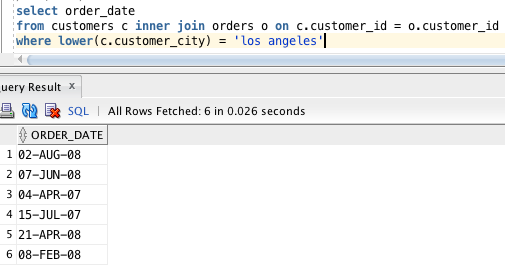 select order_date
from customers c inner join orders o on c.customer_id = o.customer_id
where lower(c.customer_city) = 'los angeles'
uery Result x
SQL | All Rows Fetched: 6 in 0.026 seconds
ORDER_DATE
1 02-AUG-08
2 07-JUN-08
3 04-APR-07
4 15-JUL-07
5 21-APR-08
6 08-FEB-08